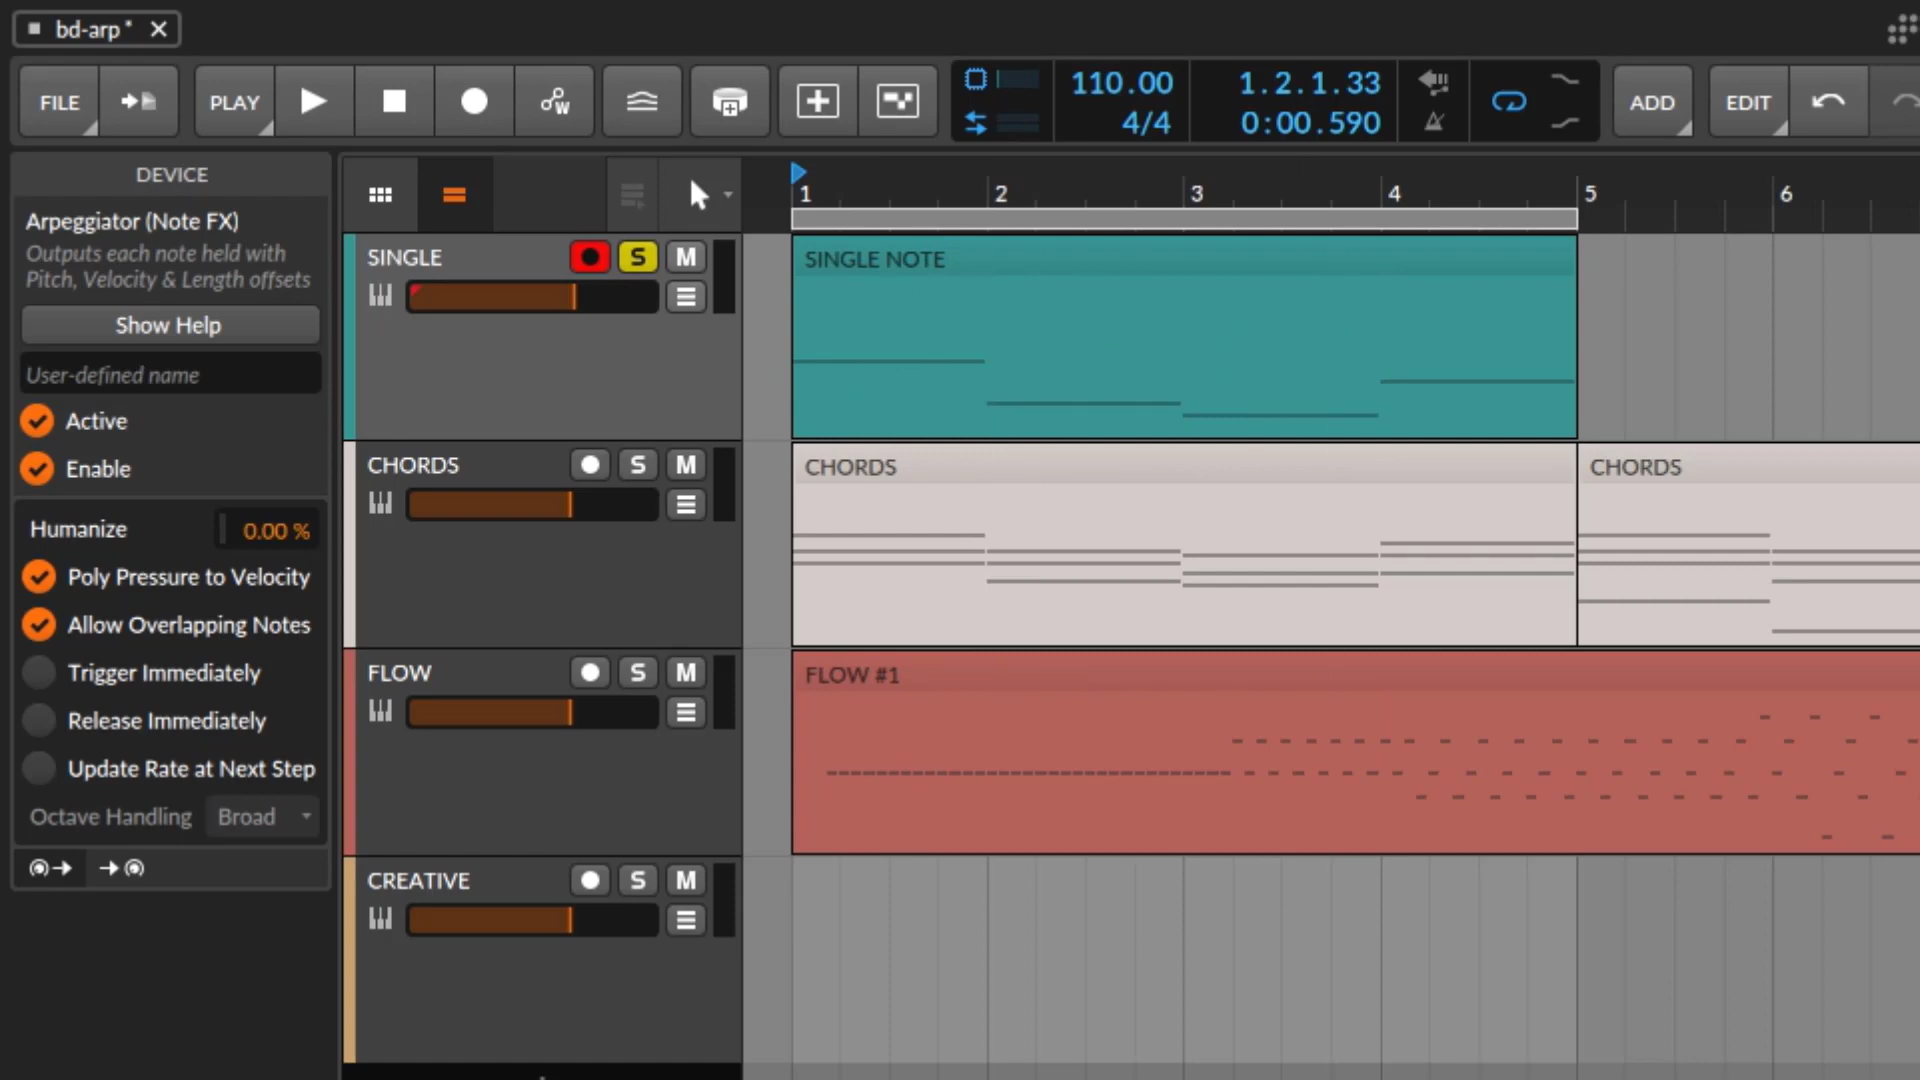 bd-arp*
FILE
PLAY
W
110.00
4/4
1.2.1.33
0:00.590
ADD
EDIT
DEVICE
Arpeggiator (Note FX)
Outputs each note held with
Pitch, Velocity & Length offsets
Show Help
User-defined name
Active
Enable
Humanize 0.00 %
Poly Pressure to Velocity
Allow Overlapping Notes
Trigger Immediately
Release Immediately
Update Rate at Next Step
Octave Handling Broad
1 2 3 4 5 6
SINGLE S M
SINGLE NOTE
CHORDS S M
CHORDS
CHORDS
FLOW S M
FLOW #1
CREATIVE S M